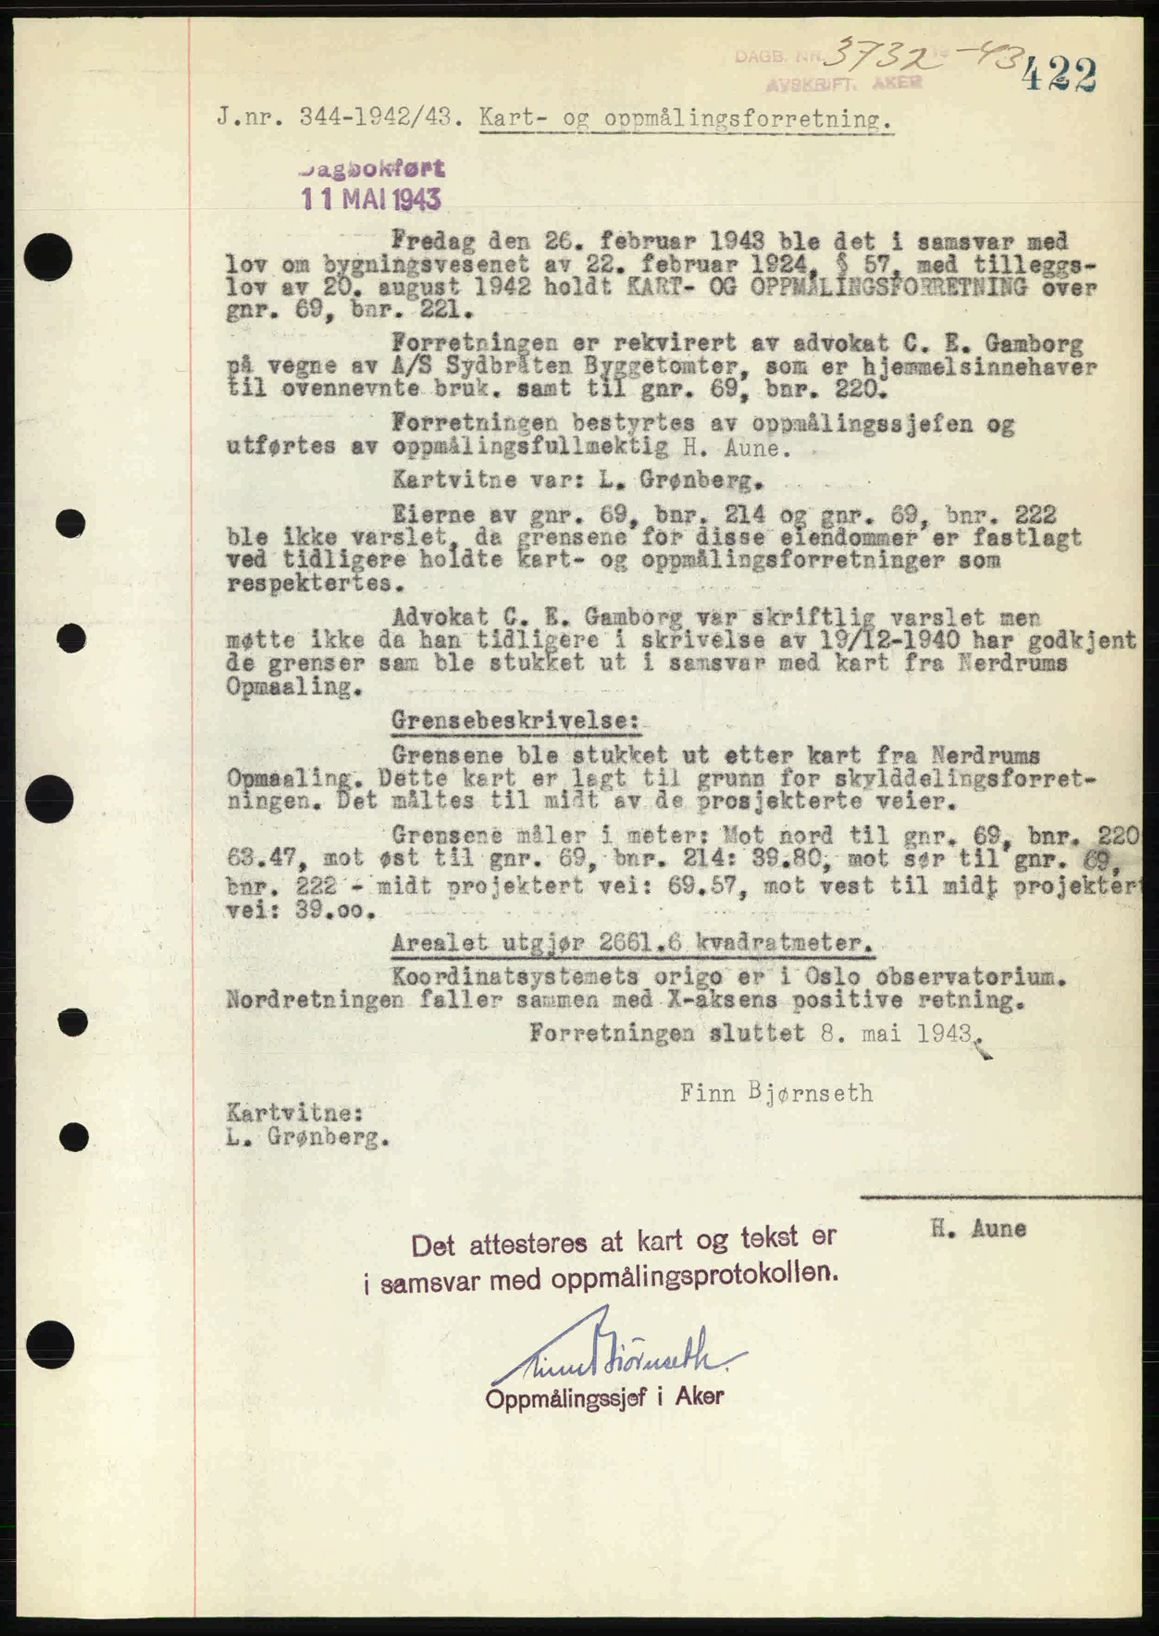 DAGB. NR. 3732 -43
422
AVSKRIFT. AKER
J.nr. 344-1942/43. Kart- og oppmålingsforretning.
Dagbokført
11 MAI 1943
Fredag den 26. februar 1943 ble det i samsvar med
lov om bygningsvesenet av 22. februar 1924, § 57, med tilleggs-
lov av 20. august 1942 holdt KART- OG OPPMÅLINGSFORRETNING over
gnr. 69, bnr. 221.
Forretningen er rekvirert av advokat C. E. Gamborg
på vegne av A/S Sydbråten Byggetomter, som er hjemmelsinnehaver
til ovennevnte bruk. samt til gnr. 69, bnr. 220.
Forretningen bestyrtes av oppmålingssjefen og
utførtes av oppmålingsfullmektig H. Aune.
Kartvitne var: L. Grønberg.
Eierne av gnr. 69, bnr. 214 og gnr. 69, bnr. 222
ble ikke varslet, da grensene for disse eiendommer er fastlagt
ved tidligere holdte kart- og oppmålingsforretninger som
respektertes.
Advokat C. E. Gamborg var skriftlig varslet men
møtte ikke da han tidligere i skrivelse av 19/12-1940 har godkjent
de grenser sam ble stukket ut i samsvar med kart fra Nerdrums
Opmaaling.
Grensebeskrivelse:
Grensene ble stukket ut etter kart fra Nerdrums
Opmaaling. Dette kart er lagt til grunn for skylddelingsforret-
ningen. Det måltes til midt av de prosjekterte veier.
Grensene måler i meter: Mot nord til gnr. 69, bnr. 220
63.47, mot øst til gnr. 69, bnr. 214: 39.80, mot sør til gnr. 69,
bnr. 222 - midt projektert vei: 69.57, mot vest til midt projektert
vei: 39.oo.
Arealet utgjør 2661.6 kvadratmeter.
Koordinatsystemets origo er i Oslo observatorium.
Nordretningen faller sammen med X-aksens positive retning.
Forretningen sluttet 8. mai 1943.
Finn Bjørnseth
Kartvitne:
L. Grønberg.
H. Aune
Det attesteres at kart og tekst er
i samsvar med oppmålingsprotokollen.
Finn Bjørnseth.
Oppmålingssjef i Aker